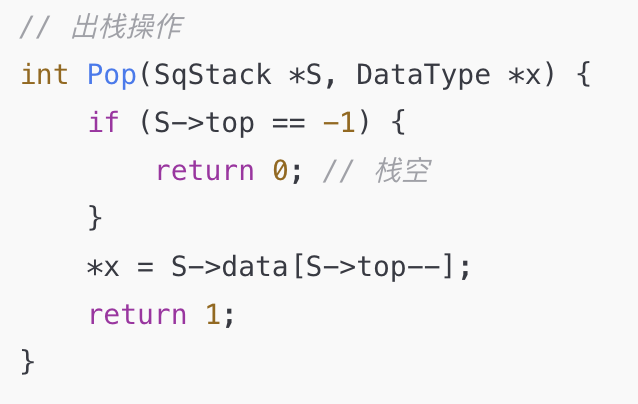 // 出栈操作
int Pop(SqStack *S, DataType *x) {
    if (S->top == -1) {
        return 0; // 栈空
    }
    *x = S->data[S->top--];
    return 1;
}